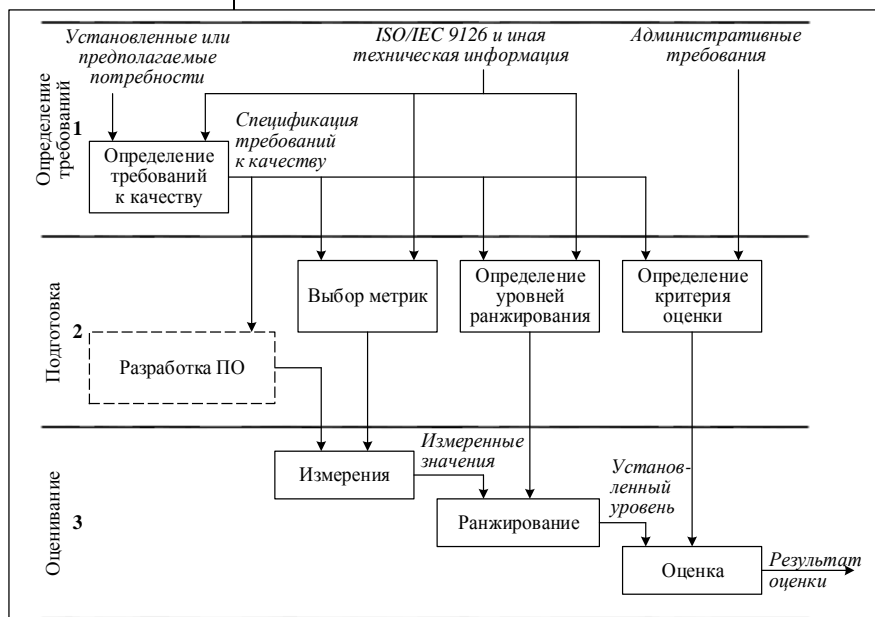 Установленные или
предполагаемые
потребности
ISO/IEC 9126 и иная
техническая информация
Административные
требования
Определение
требований
1
Спецификация
требований
к качеству
Определение
требований
к качеству
Подготовка
2
Выбор метрик
Определение
уровней
ранжирования
Определение
критерия
оценки
Разработка ПО
Оценивание
3
Измерения
Измеренные
значения
Ранжирование
Установ-
ленный
уровень
Оценка
Результат
оценки